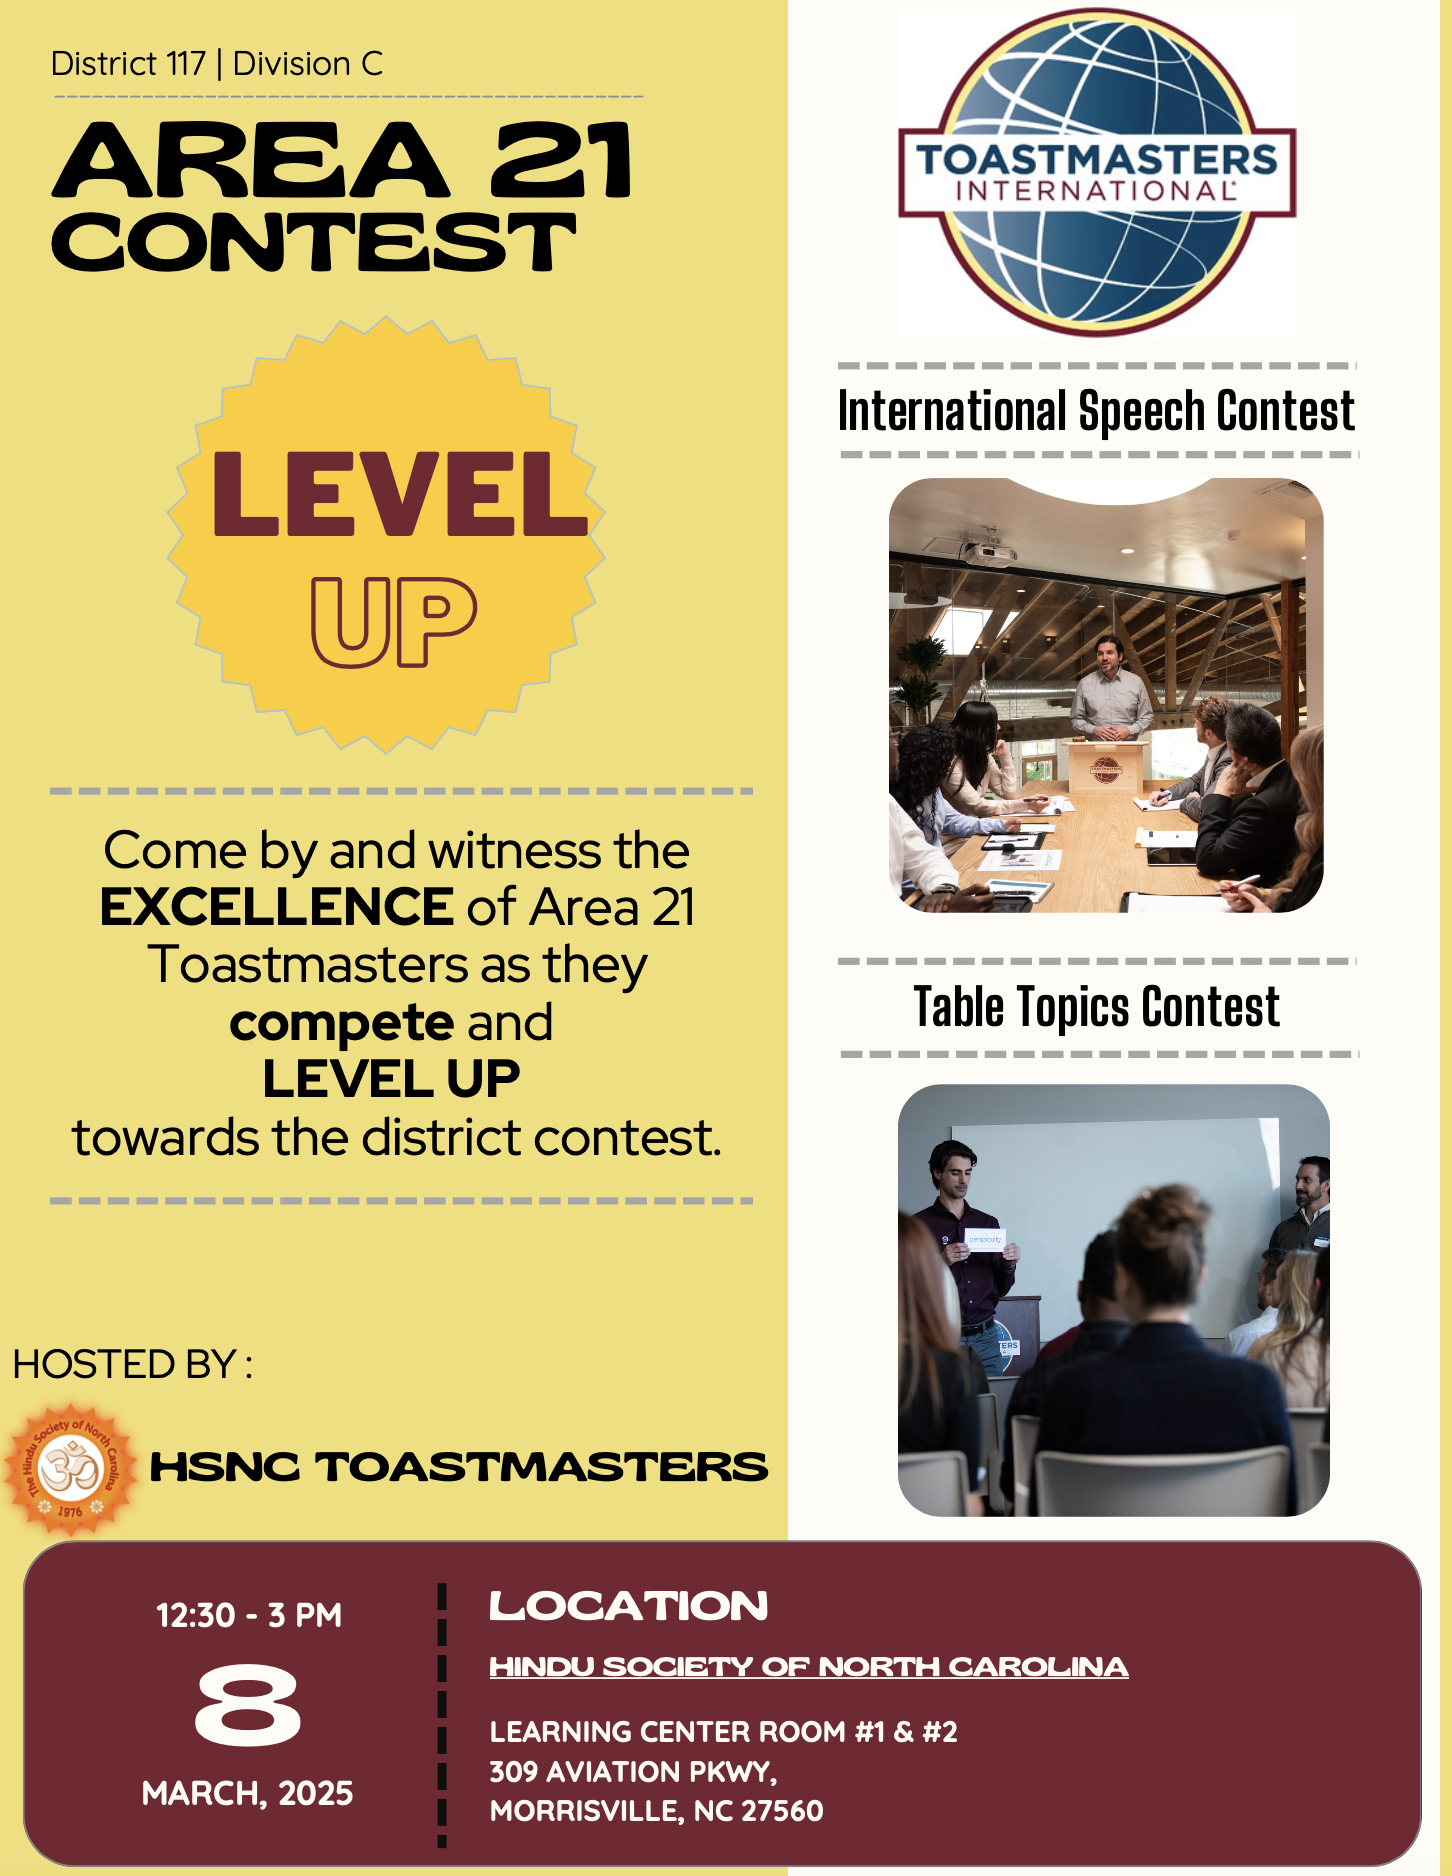 District 117 | Division C
AREA 21
CONTEST
LEVEL
UP
Come by and witness the
EXCELLENCE of Area 21
Toastmasters as they
compete and
LEVEL UP
towards the district contest.
HOSTED BY :
The Hindu Society of North Carolina
1976
HSNC TOASTMASTERS
TOASTMASTERS
INTERNATIONAL
International Speech Contest
TOASTMASTERS
Table Topics Contest
perspicuity
TERS
12:30 - 3 PM
8
MARCH, 2025
LOCATION
HINDU SOCIETY OF NORTH CAROLINA
LEARNING CENTER ROOM #1 & #2
309 AVIATION PKWY,
MORRISVILLE, NC 27560